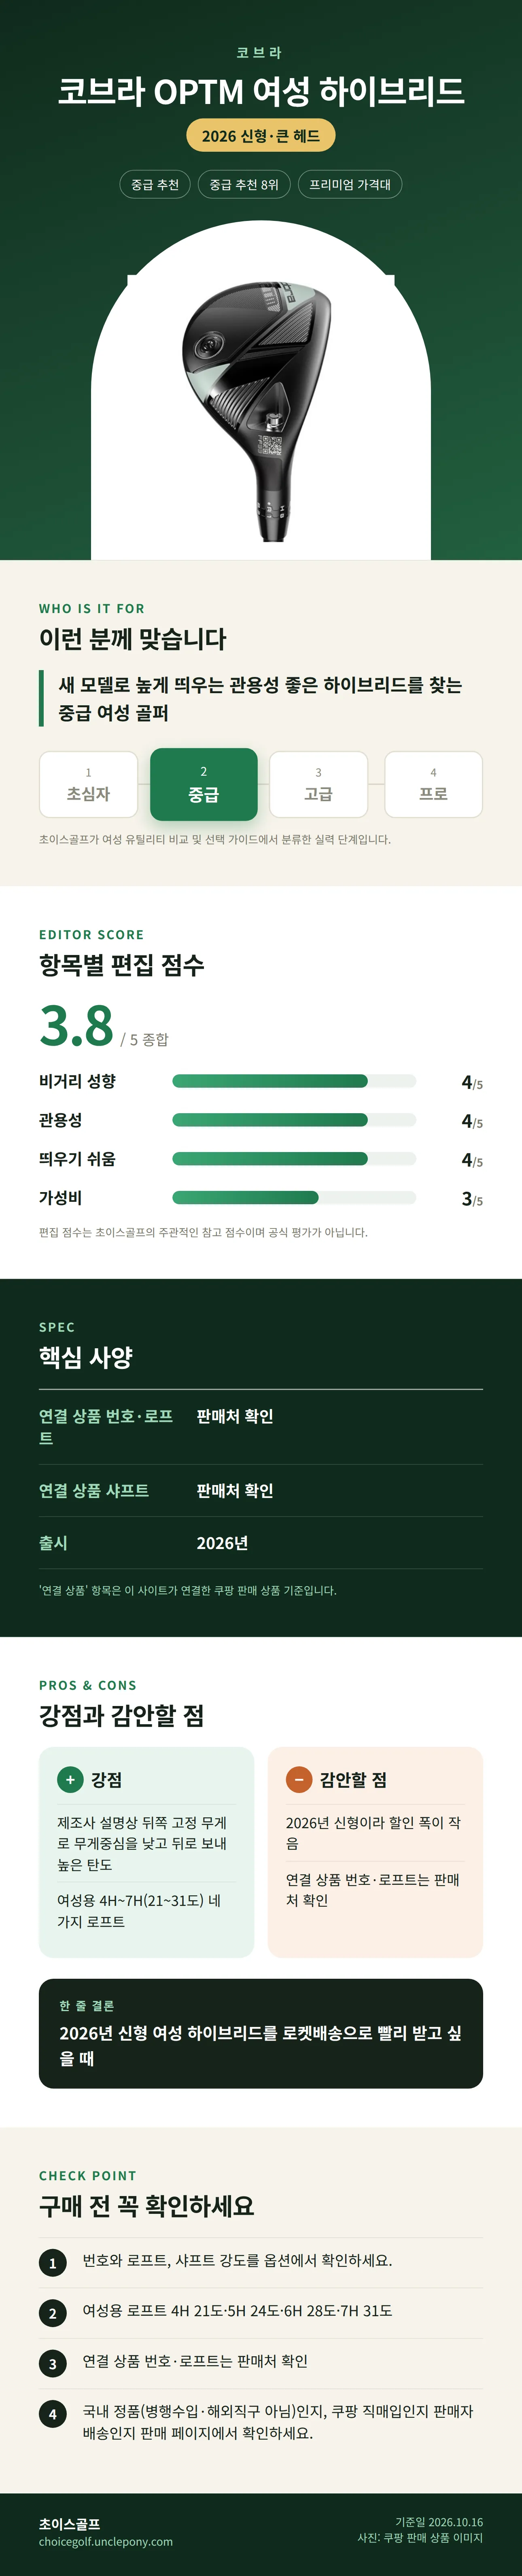 코브라
코브라 OPTM 여성 하이브리드
2026 신형·큰 헤드
중급 추천
중급 추천 8위
프리미엄 가격대
WHO IS IT FOR
이런 분께 맞습니다
새 모델로 높게 띄우는 관용성 좋은 하이브리드를 찾는
중급 여성 골퍼
1
초심자
2
중급
3
고급
4
프로
초이스골프가 여성 유틸리티 비교 및 선택 가이드에서 분류한 실력 단계입니다.
EDITOR SCORE
항목별 편집 점수
3.8 / 5 종합
비거리 성향 4/5
관용성 4/5
띄우기 쉬움 4/5
가성비 3/5
편집 점수는 초이스골프의 주관적인 참고 점수이며 공식 평가가 아닙니다.
SPEC
핵심 사양
연결 상품 번호·로프
트
판매처 확인
연결 상품 샤프트 판매처 확인
출시 2026년
'연결 상품' 항목은 이 사이트가 연결한 쿠팡 판매 상품 기준입니다.
PROS & CONS
강점과 감안할 점
+ 강점
제조사 설명상 뒤쪽 고정 무게
로 무게중심을 낮고 뒤로 보내
높은 탄도
여성용 4H~7H(21~31도) 네
가지 로프트
− 감안할 점
2026년 신형이라 할인 폭이 작
음
연결 상품 번호·로프트는 판매
처 확인
한 줄 결론
2026년 신형 여성 하이브리드를 로켓배송으로 빨리 받고 싶
을 때
CHECK POINT
구매 전 꼭 확인하세요
1 번호와 로프트, 샤프트 강도를 옵션에서 확인하세요.
2 여성용 로프트 4H 21도·5H 24도·6H 28도·7H 31도
3 연결 상품 번호·로프트는 판매처 확인
4 국내 정품(병행수입·해외직구 아님)인지, 쿠팡 직매입인지 판매자
배송인지 판매 페이지에서 확인하세요.
초이스골프
choicegolf.unclepony.com
기준일 2026.10.16
사진: 쿠팡 판매 상품 이미지